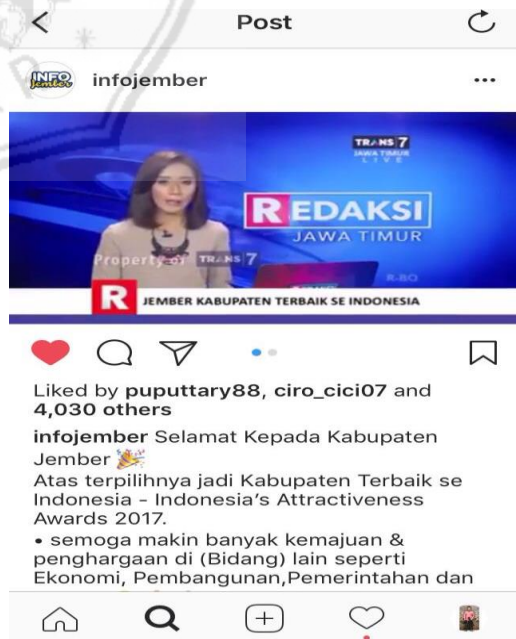 Post
INFO
jember
infojember
TRANS 7
JAWA TIMUR
LIVE
REDAKSI
JAWA TIMUR
Property of TRANS 7
R-BO
R JEMBER KABUPATEN TERBAIK SE INDONESIA
Liked by puputtary88, ciro_cici07 and
4,030 others
infojember Selamat Kepada Kabupaten
Jember 🎉
Atas terpilihnya jadi Kabupaten Terbaik se
Indonesia - Indonesia's Attractiveness
Awards 2017.
• semoga makin banyak kemajuan &
penghargaan di (Bidang) lain seperti
Ekonomi, Pembangunan,Pemerintahan dan